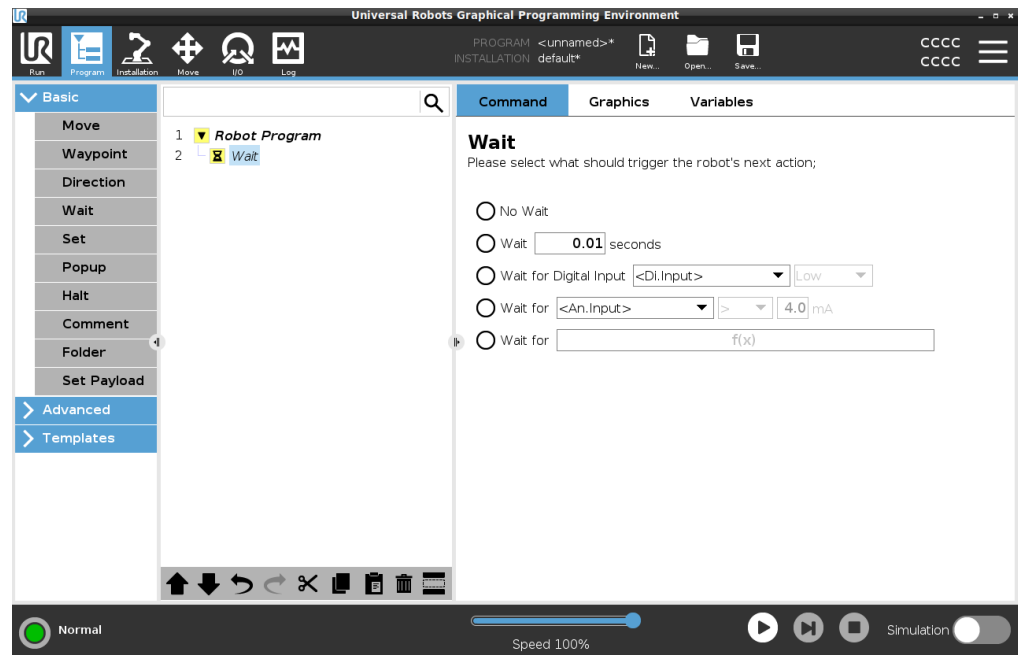 Universal Robots Graphical Programming Environment
Run
Program
Installation
Move
I/O
Log
PROGRAM <unnamed>*
INSTALLATION default*
New...
Open...
Save...
CCCC
CCCC
Basic
Move
Waypoint
Direction
Wait
Set
Popup
Halt
Comment
Folder
Set Payload
Advanced
Templates
1 Robot Program
2 Wait
Command Graphics Variables
Wait
Please select what should trigger the robot's next action;
No Wait
Wait 0.01 seconds
Wait for Digital Input <Di.Input> Low
Wait for <An.Input> > 4.0 mA
Wait for f(x)
Normal
Speed 100%
Simulation